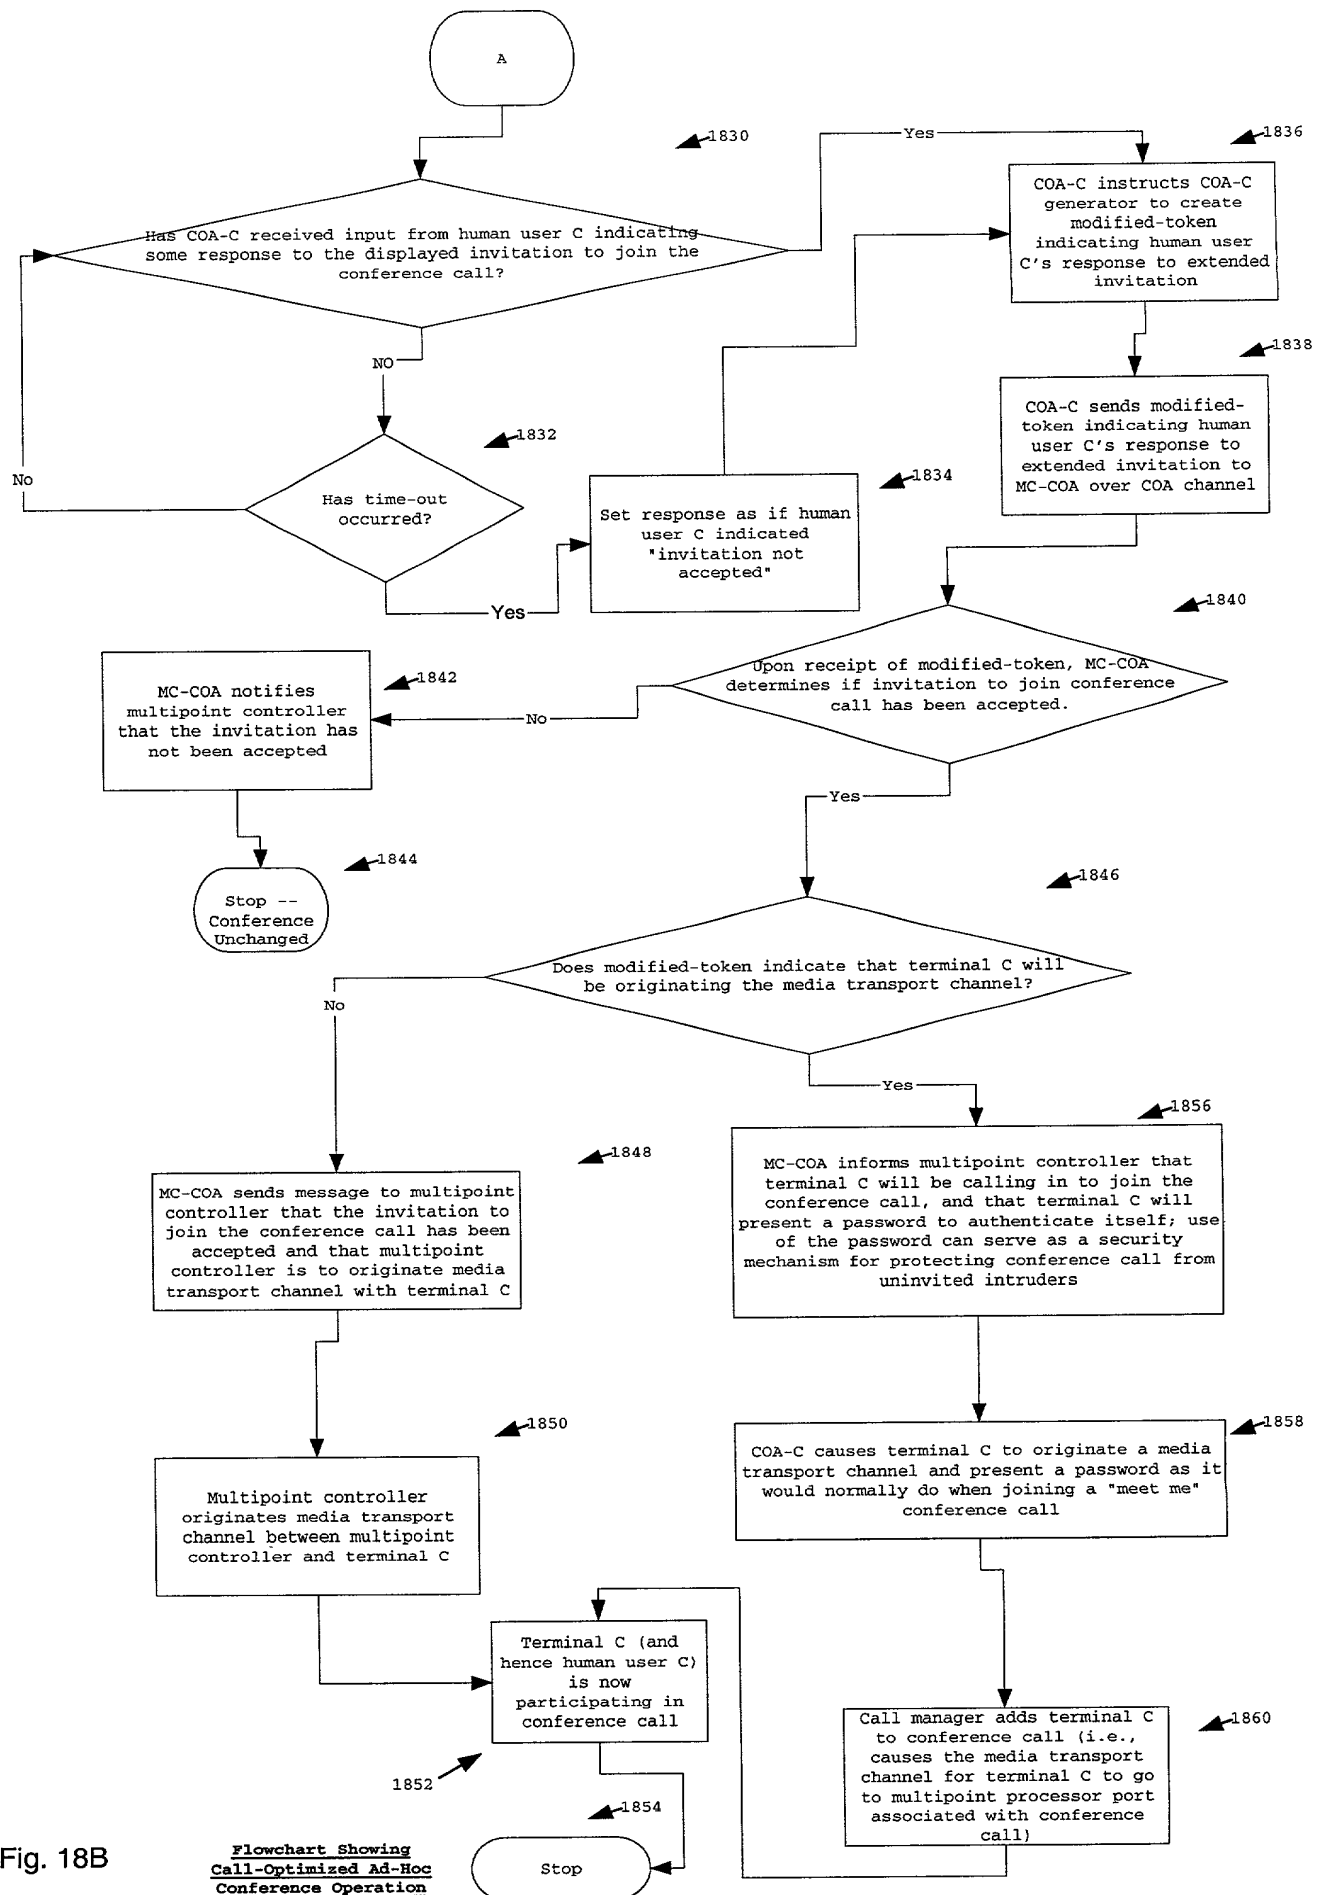 A
1830
Has COA-C received input from human user C indicating
some response to the displayed invitation to join the
conference call?
Yes
1836
COA-C instructs COA-C
generator to create
modified-token
indicating human user
C's response to extended
invitation
1838
COA-C sends modified-
token indicating human
user C's response to
extended invitation to
MC-COA over COA channel
NO
1832
Has time-out
occurred?
No
Yes
1834
Set response as if human
user C indicated
"invitation not
accepted"
1840
Upon receipt of modified-token, MC-COA
determines if invitation to join conference
call has been accepted.
No
1842
MC-COA notifies
multipoint controller
that the invitation has
not been accepted
1844
Stop --
Conference
Unchanged
Yes
1846
Does modified-token indicate that terminal C will
be originating the media transport channel?
No
Yes
1848
MC-COA sends message to multipoint
controller that the invitation to
join the conference call has been
accepted and that multipoint
controller is to originate media
transport channel with terminal C
1856
MC-COA informs multipoint controller that
terminal C will be calling in to join the
conference call, and that terminal C will
present a password to authenticate itself; use
of the password can serve as a security
mechanism for protecting conference call from
uninvited intruders
1850
Multipoint controller
originates media transport
channel between multipoint
controller and terminal C
1858
COA-C causes terminal C to originate a media
transport channel and present a password as it
would normally do when joining a "meet me"
conference call
Terminal C (and
hence human user C)
is now
participating in
conference call
1852
1860
Call manager adds terminal C
to conference call (i.e.,
causes the media transport
channel for terminal C to go
to multipoint processor port
associated with conference
call)
1854
Stop
Fig. 18B
Flowchart Showing
Call-Optimized Ad-Hoc
Conference Operation